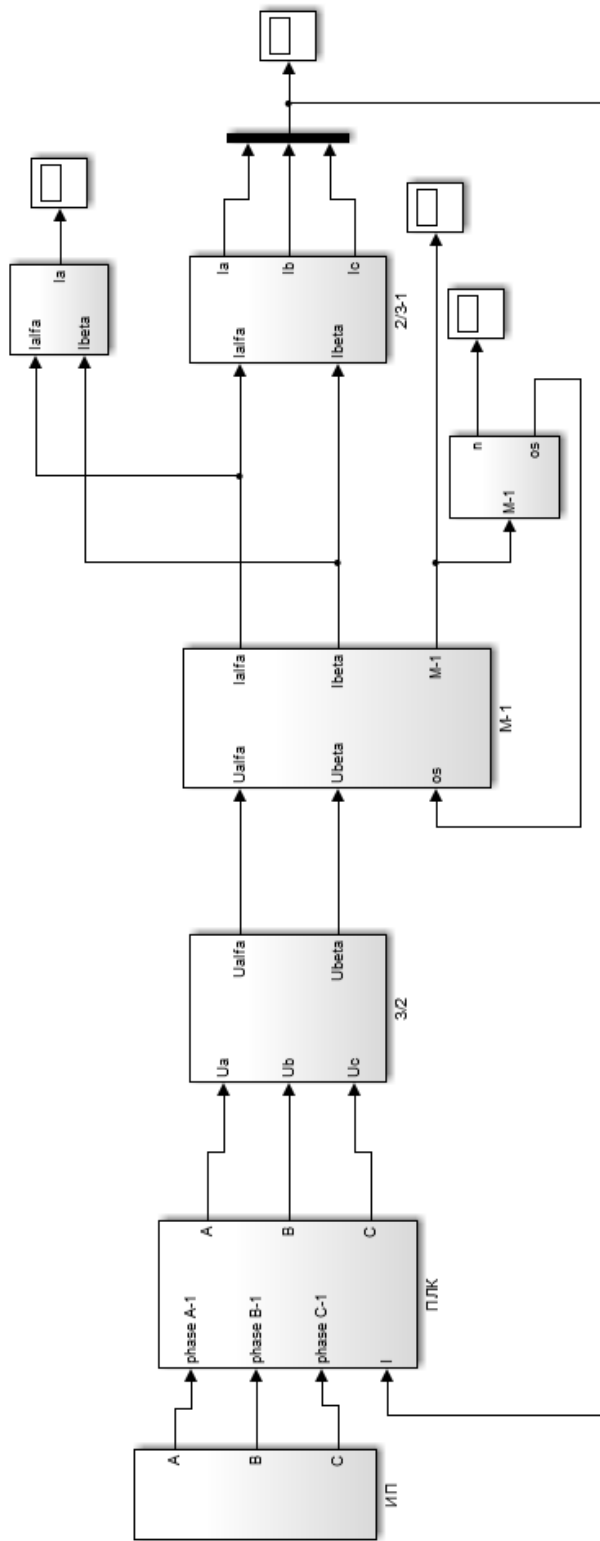 A
B
C
ИП
phase A-1
phase B-1
phase C-1
I
A
B
C
ПЛК
Ua
Ub
Uc
Ualfa
Ubeta
3/2
Ualfa
Ubeta
os
Ialfa
Ibeta
M-1
M-1
Ialfa
Ibeta
Ia
Ialfa
Ibeta
Ia
Ib
Ic
2/3-1
M-1
n
os